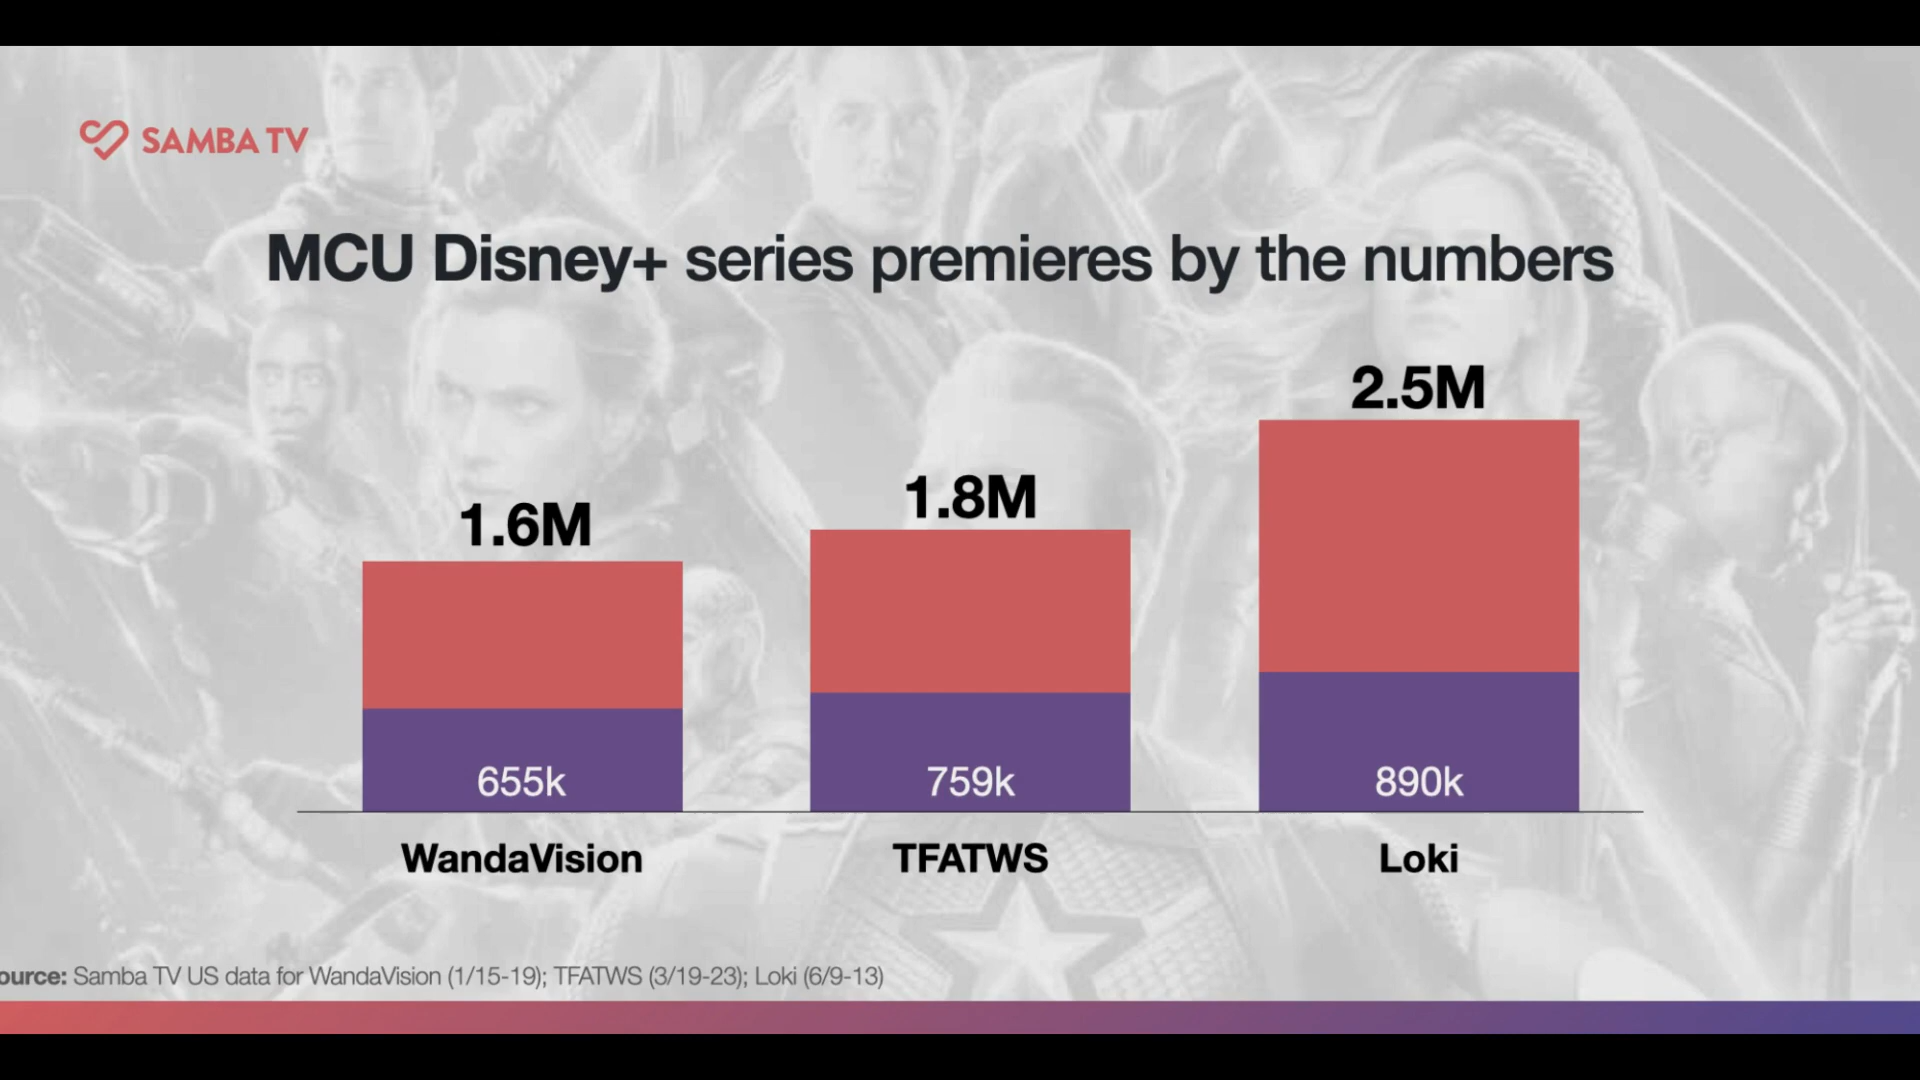 SAMBA TV
MCU Disney+ series premieres by the numbers
1.6M
1.8M
2.5M
655k
759k
890k
WandaVision
TFATWS
Loki
ource: Samba TV US data for WandaVision (1/15-19); TFATWS (3/19-23); Loki (6/9-13)